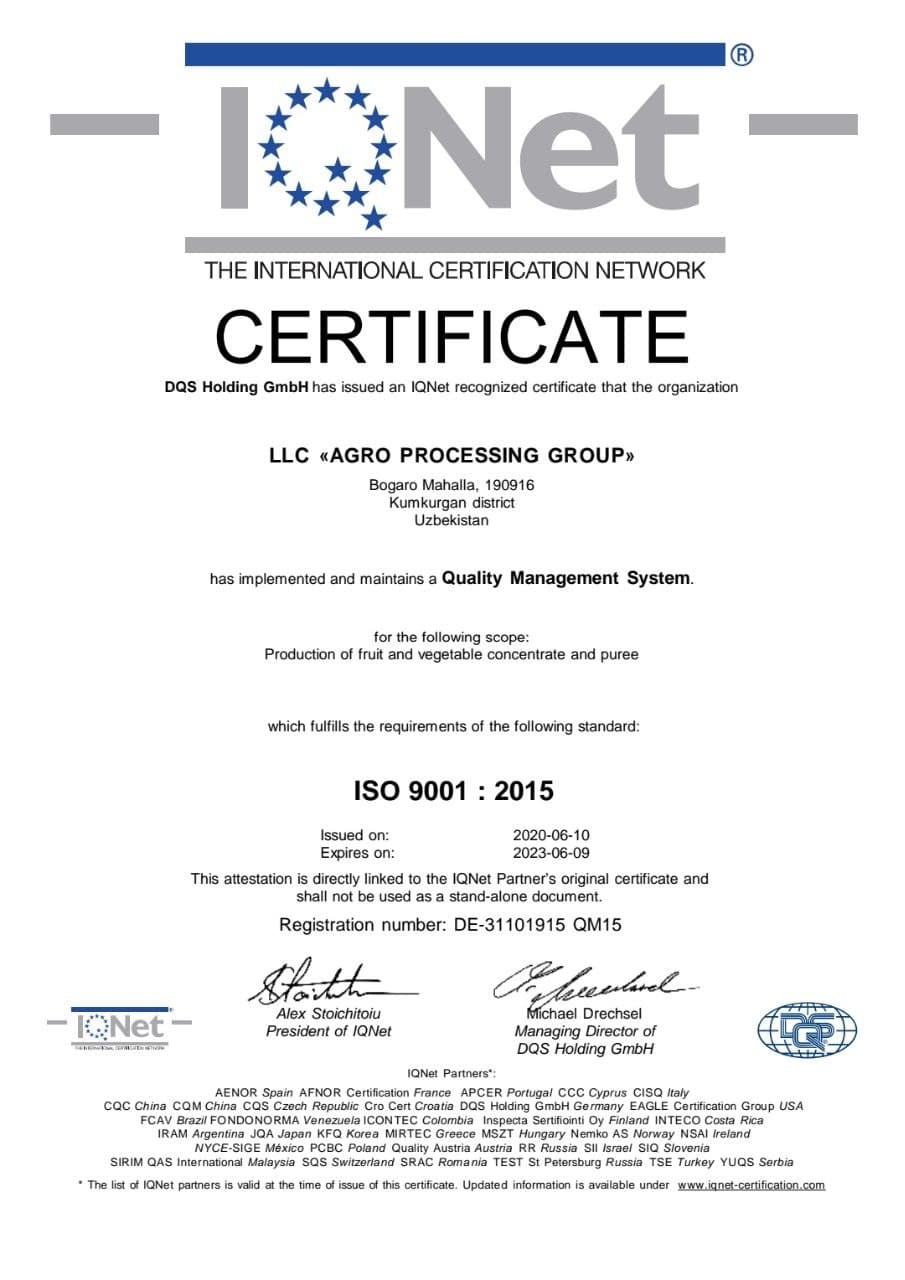 ®
IQNet
THE INTERNATIONAL CERTIFICATION NETWORK
CERTIFICATE
DQS Holding GmbH has issued an IQNet recognized certificate that the organization
LLC «AGRO PROCESSING GROUP»
Bogaro Mahalla, 190916
Kumkurgan district
Uzbekistan
has implemented and maintains a Quality Management System.
for the following scope:
Production of fruit and vegetable concentrate and puree
which fulfills the requirements of the following standard:
ISO 9001 : 2015
Issued on: 2020-06-10
Expires on: 2023-06-09
This attestation is directly linked to the IQNet Partner's original certificate and
shall not be used as a stand-alone document.
Registration number: DE-31101915 QM15
Alex Stoichitoiu
President of IQNet
Michael Drechsel
Managing Director of
DQS Holding GmbH
IQNet
THE INTERNATIONAL CERTIFICATION NETWORK
DQS
IQNet Partners*:
AENOR Spain AFNOR Certification France APCER Portugal CCC Cyprus CISQ Italy
CQC China CQM China CQS Czech Republic Cro Cert Croatia DQS Holding GmbH Germany EAGLE Certification Group USA
FCAV Brazil FONDONORMA Venezuela ICONTEC Colombia Inspecta Sertifiointi Oy Finland INTECO Costa Rica
IRAM Argentina JQA Japan KFQ Korea MIRTEC Greece MSZT Hungary Nemko AS Norway NSAI Ireland
NYCE-SIGE México PCBC Poland Quality Austria Austria RR Russia SII Israel SIQ Slovenia
SIRIM QAS International Malaysia SQS Switzerland SRAC Romania TEST St Petersburg Russia TSE Turkey YUQS Serbia
* The list of IQNet partners is valid at the time of issue of this certificate. Updated information is available under www.iqnet-certification.com